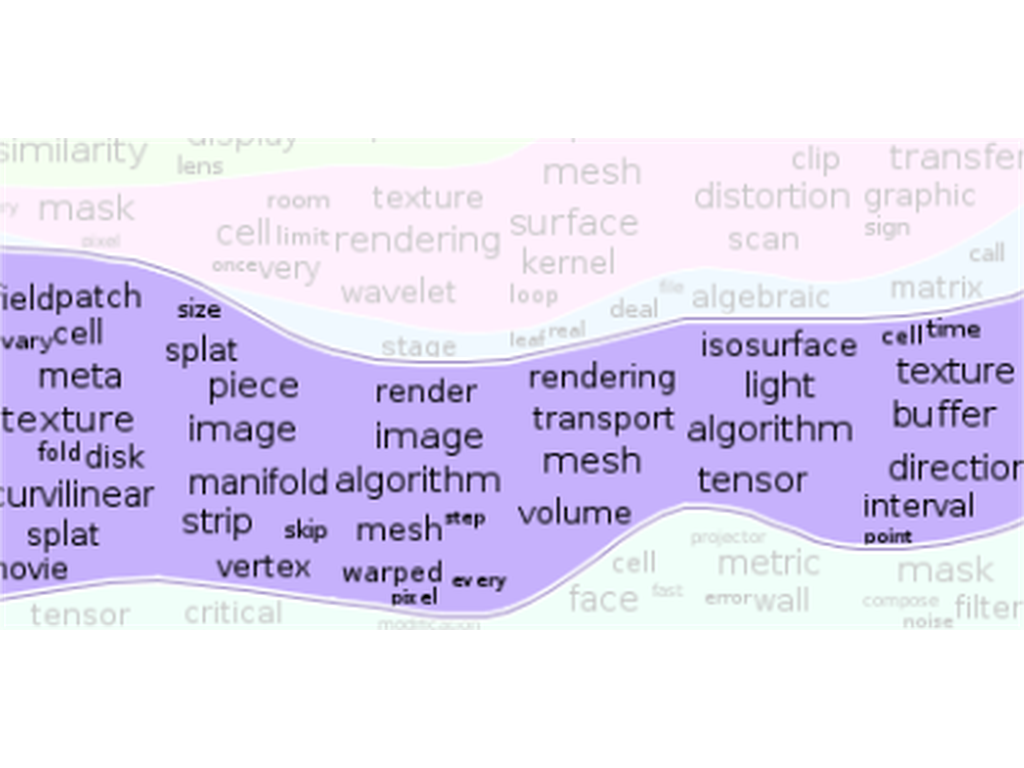 similarity display
lens mesh clip transfer
mask room texture distortion graphic
pixel cell limit rendering surface scan sign
once very kernel call
wavelet loop deal file algebraic matrix
stage leaf real
ieldpatch size cell time
vary cell splat isosurface
meta piece render rendering light texture
texture image image transport algorithm buffer
fold disk mesh
curvilinear manifold algorithm tensor direction
splat strip skip mesh step volume interval
movie vertex warped every point
pixel projector
cell metric mask
tensor critical face fast error wall compose filter
modification noise